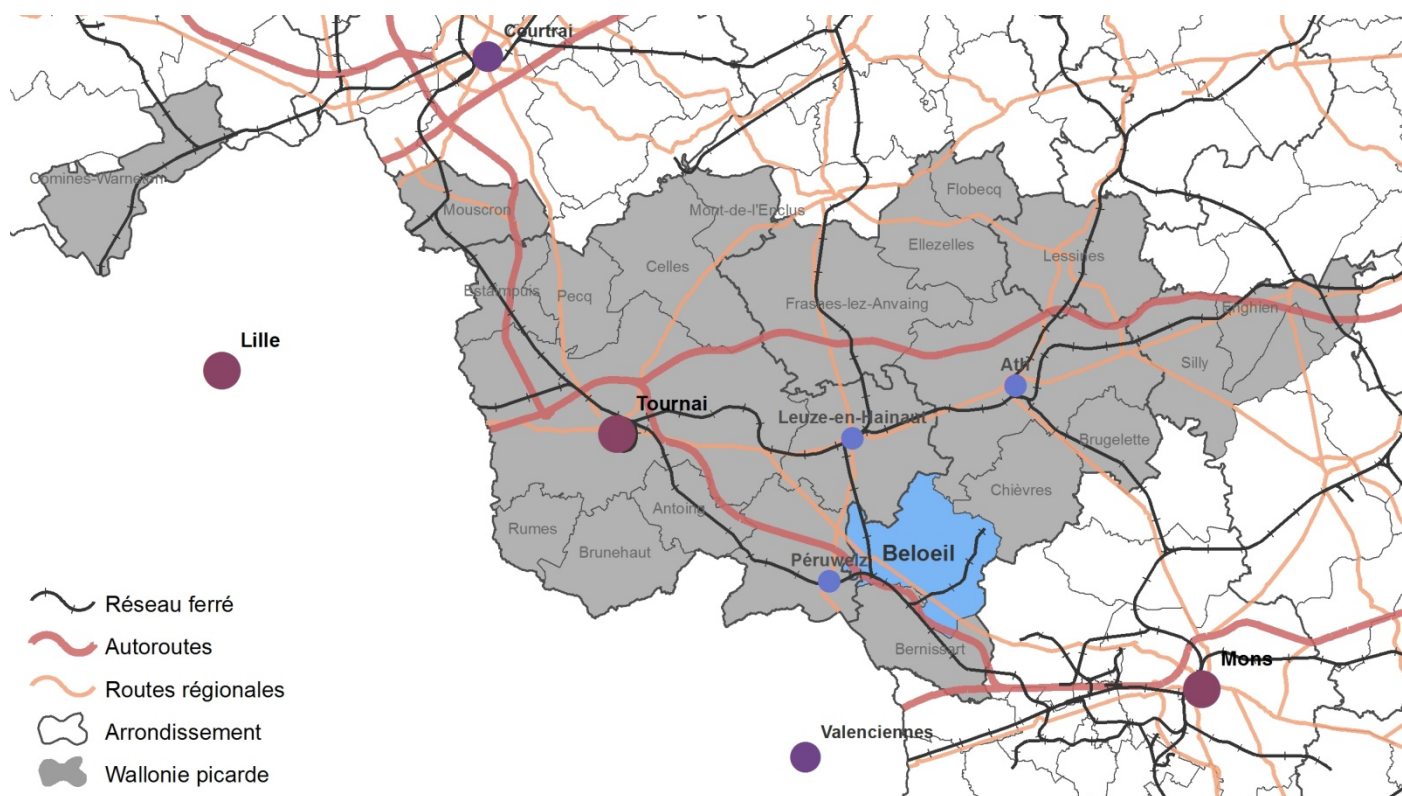 Courtrai
Comines-Warneton
Mouscron
Mont-de-l'Enclus
Flobecq
Ellezelles
Lessines
Celles
Estaimpuis
Pecq
Frasnes-lez-Anvaing
Enghien
Lille
Silly
Ath
Tournai
Leuze-en-Hainaut
Brugelette
Chièvres
Antoing
Rumes
Brunehaut
Péruwelz
Beloeil
Bernissart
Mons
Valenciennes
Réseau ferré
Autoroutes
Routes régionales
Arrondissement
Wallonie picarde